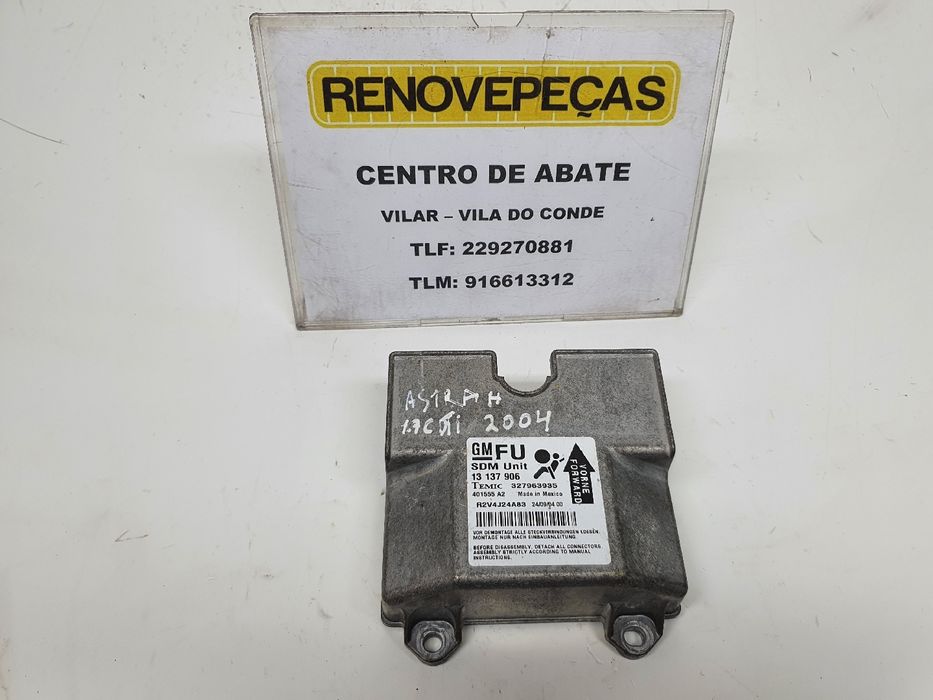 RENOVEPEÇAS
CENTRO DE ABATE
VILAR – VILA DO CONDE
TLF: 229270881
TLM: 916613312
ASTRA H
1.7 CDTi 2004
GM FU
SDM Unit
13 137 906
TEMIC 327963935
401555 A2 Made in Mexico
R2V4J24A83 24/09/04 00
VORNE
FORWARD
VOR DEMONTAGE ALLE STECKVERBINDUNGEN LOESEN.
MONTAGE NUR NACH EINBAUANLEITUNG.
BEFORE DISASSEMBLY, DETACH ALL CONNECTORS.
ASSEMBLY STRICTLY ACCORDING TO MANUAL
INSTRUCTIONS.